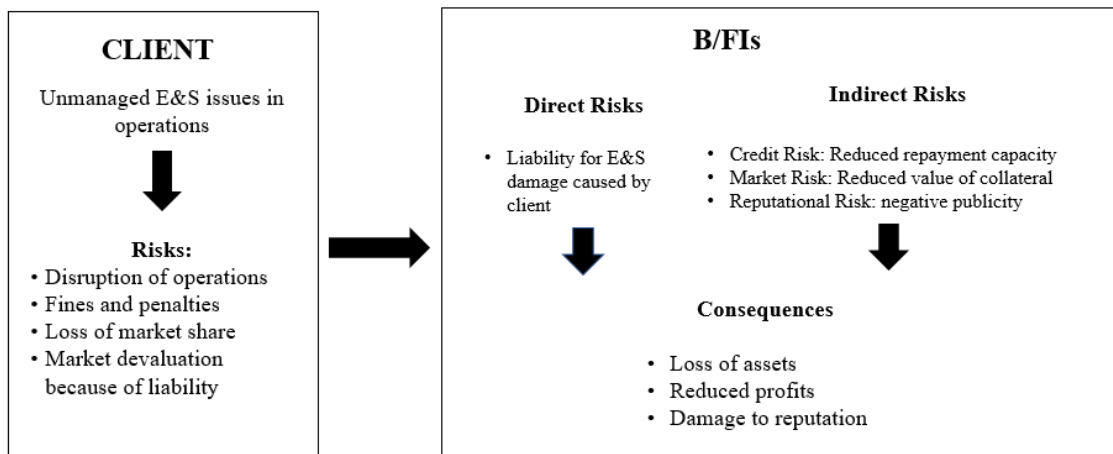 CLIENT
Unmanaged E&S issues in
operations
Risks:
• Disruption of operations
• Fines and penalties
• Loss of market share
• Market devaluation
because of liability
B/FIs
Direct Risks
• Liability for E&S
damage caused by
client
Indirect Risks
• Credit Risk: Reduced repayment capacity
• Market Risk: Reduced value of collateral
• Reputational Risk: negative publicity
Consequences
• Loss of assets
• Reduced profits
• Damage to reputation